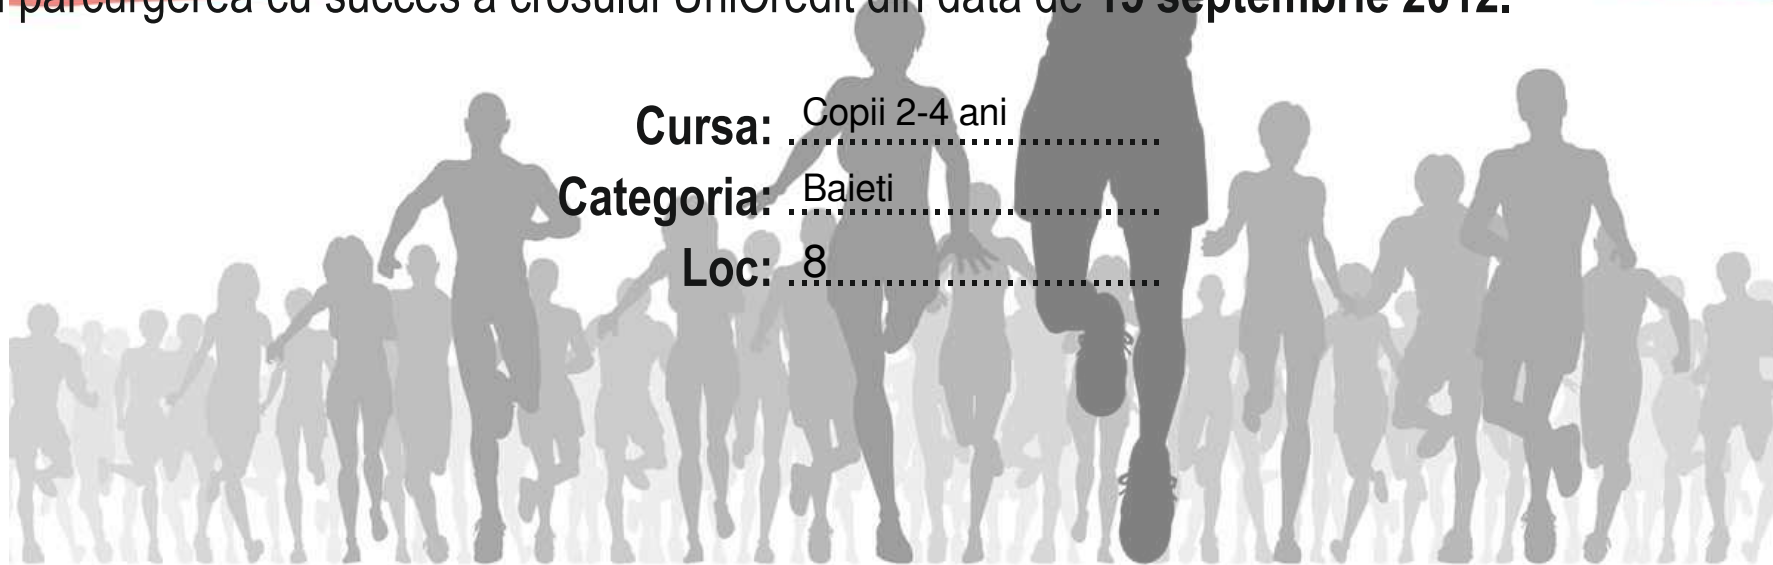 parcurgerea cu succes a crosului UniCredit din data de 15 septembrie 2012.
Cursa: Copii 2-4 ani
Categoria: Baieti
Loc: 8